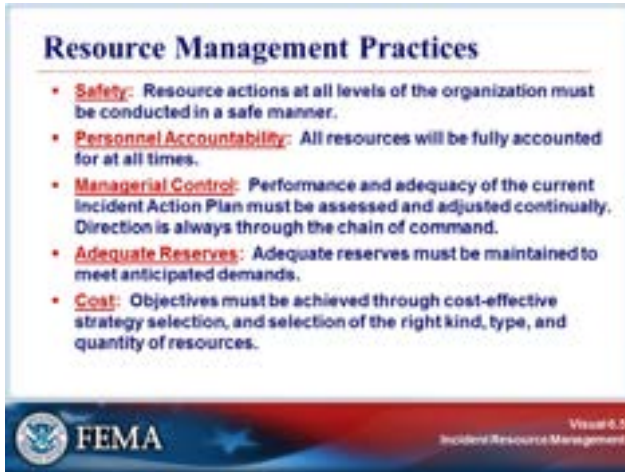 Resource Management Practices
• Safety: Resource actions at all levels of the organization must
be conducted in a safe manner.
• Personnel Accountability: All resources will be fully accounted
for at all times.
• Managerial Control: Performance and adequacy of the current
Incident Action Plan must be assessed and adjusted continually.
Direction is always through the chain of command.
• Adequate Reserves: Adequate reserves must be maintained to
meet anticipated demands.
• Cost: Objectives must be achieved through cost-effective
strategy selection, and selection of the right kind, type, and
quantity of resources.
FEMA
Visual 6.5
Incident Resource Management